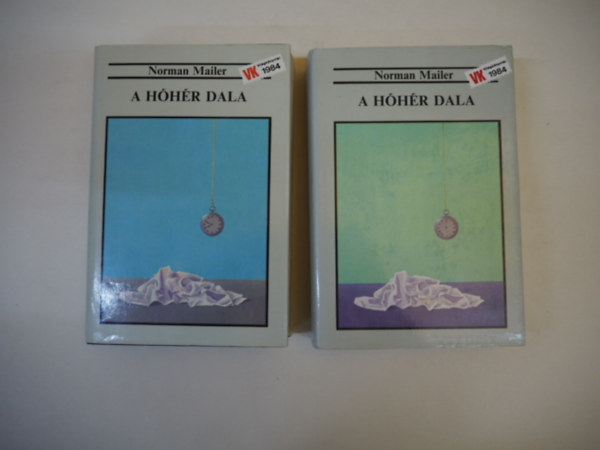 Norman Mailer
VK
1984
A HÓHÉR DALA
Norman Mailer
VK
1984
A HÓHÉR DALA